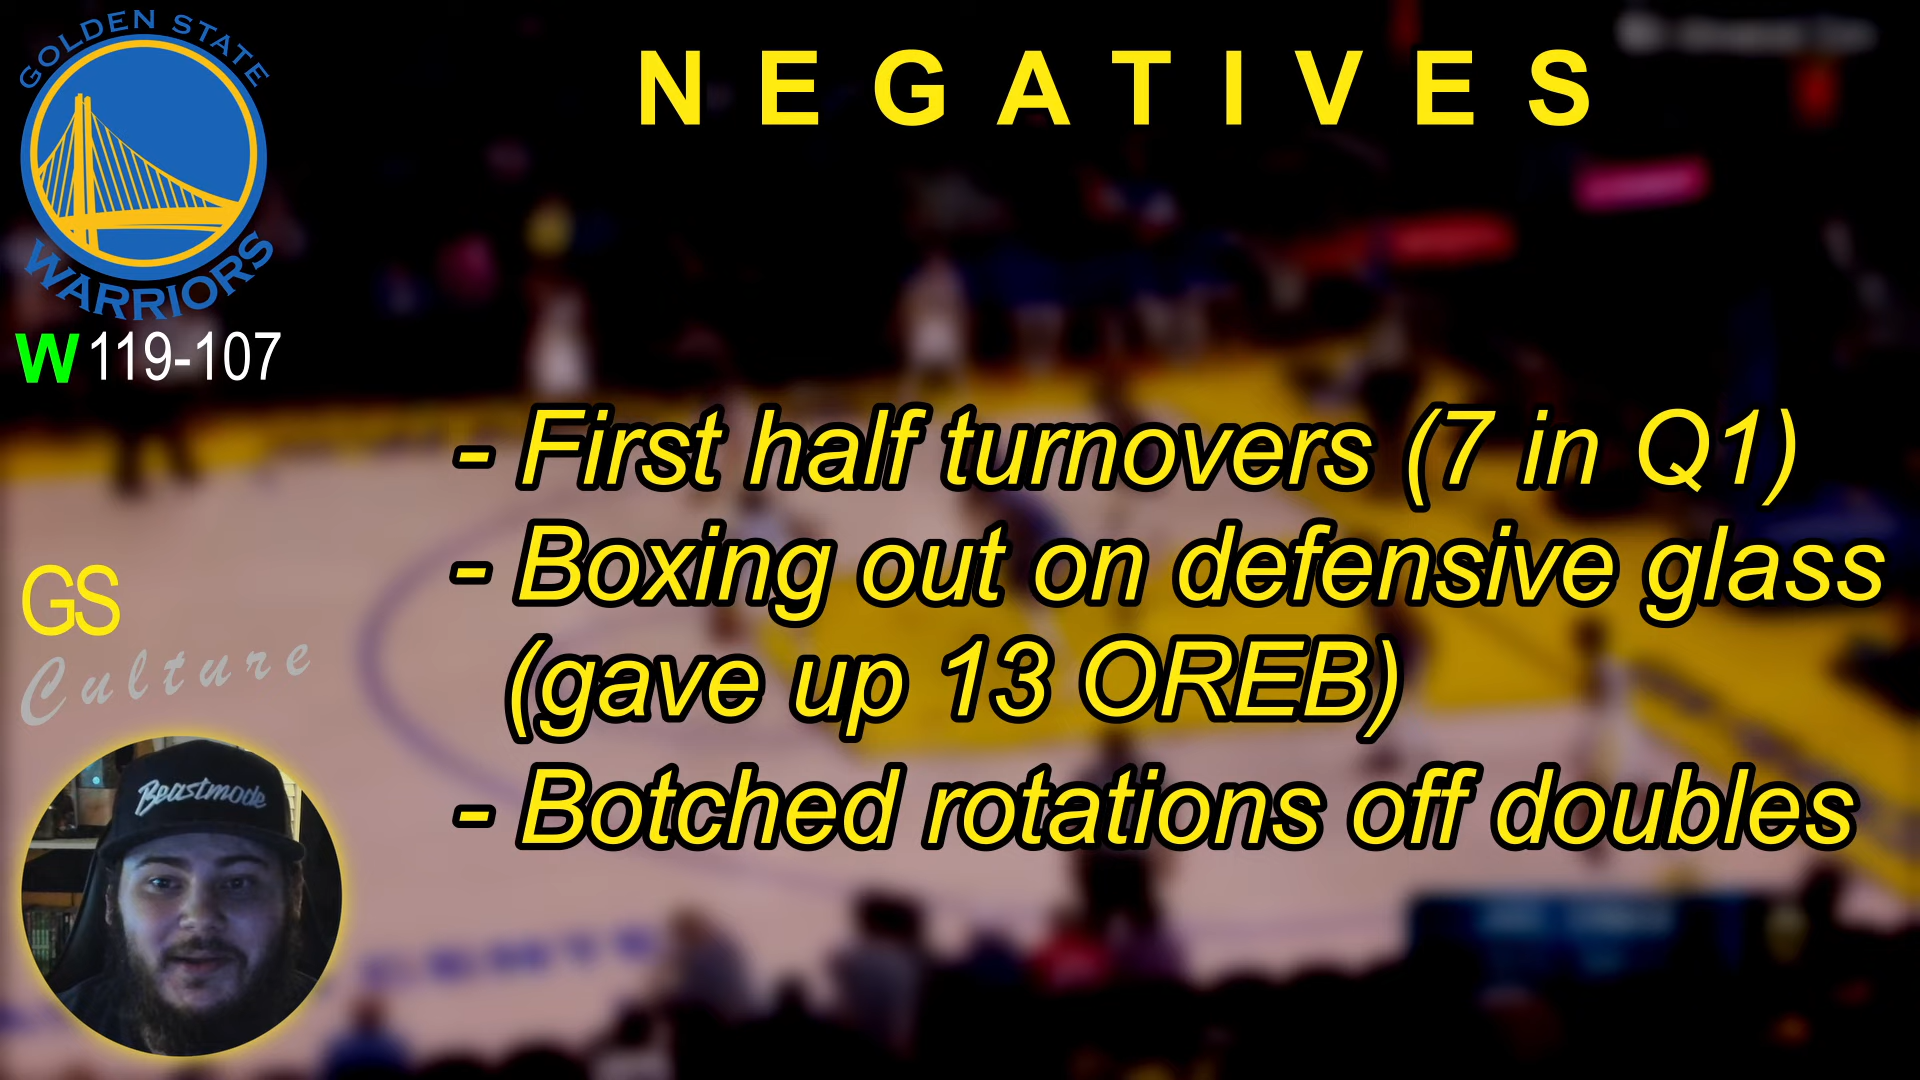 GOLDEN STATE
WARRIORS
W 119-107
NEGATIVES
- First half turnovers (7 in Q1)
- Boxing out on defensive glass
(gave up 13 OREB)
- Botched rotations off doubles
GS
Culture
Beastmode